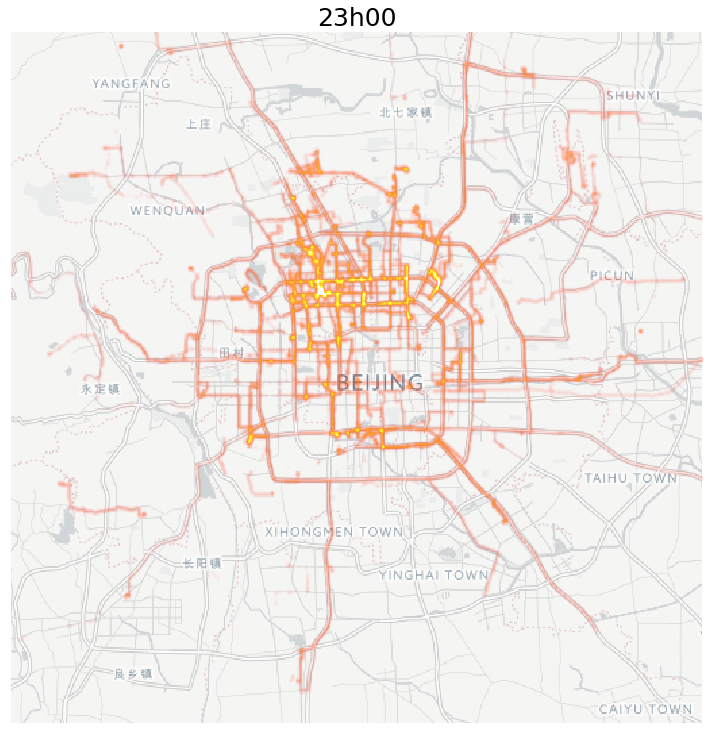 23h00
YANGFANG
SHUNYI
北七家镇
上庄
WENQUAN
康营
PICUN
田村
BEIJING
永定镇
TAIHU TOWN
XIHONGMEN TOWN
长阳镇
YINGHAI TOWN
良乡镇
CAIYU TOWN